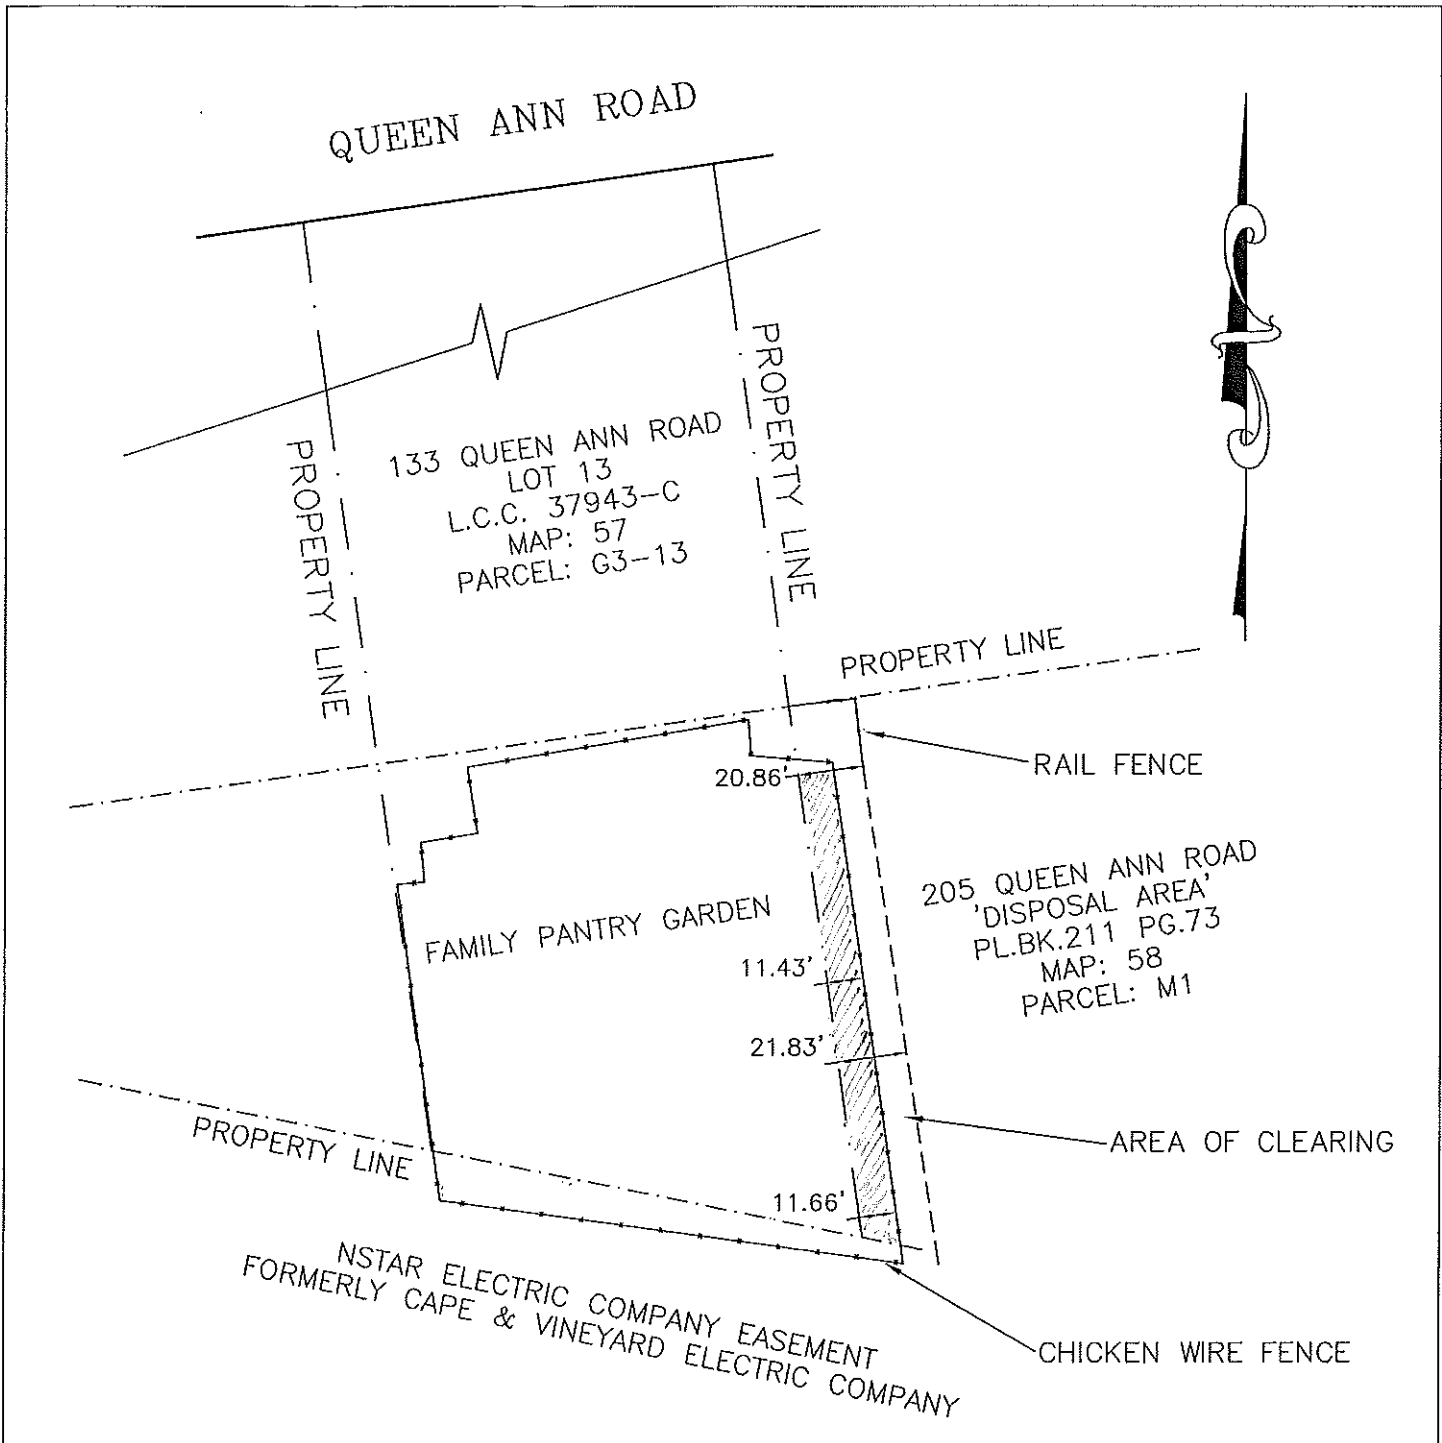 QUEEN ANN ROAD
PROPERTY LINE
PROPERTY LINE
133 QUEEN ANN ROAD
LOT 13
L.C.C. 37943-C
MAP: 57
PARCEL: G3-13
PROPERTY LINE
RAIL FENCE
20.86'
205 QUEEN ANN ROAD
'DISPOSAL AREA'
PL.BK.211 PG.73
MAP: 58
PARCEL: M1
FAMILY PANTRY GARDEN
11.43'
21.83'
AREA OF CLEARING
PROPERTY LINE
11.66'
NSTAR ELECTRIC COMPANY EASEMENT
FORMERLY CAPE & VINEYARD ELECTRIC COMPANY
CHICKEN WIRE FENCE